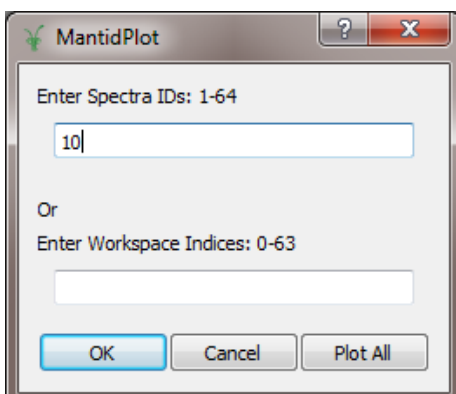 MantidPlot
Enter Spectra IDs: 1-64
10
Or
Enter Workspace Indices: 0-63
OK Cancel Plot All